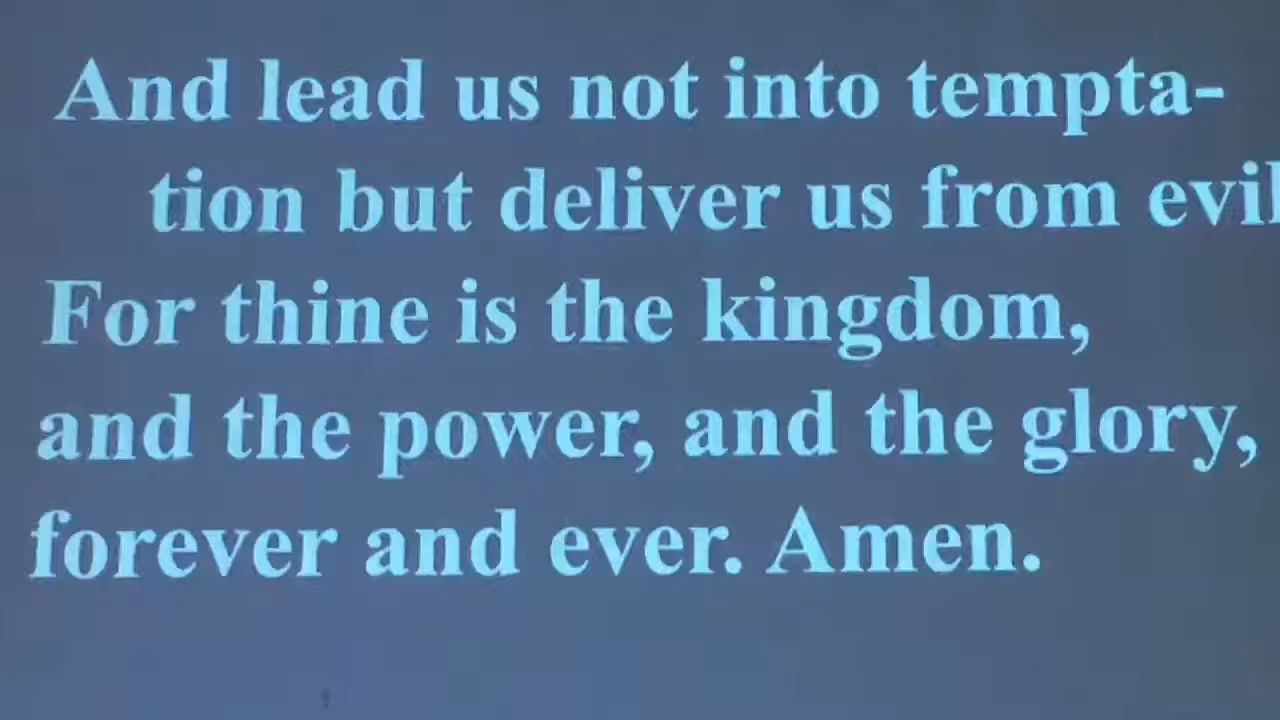 And lead us not into tempta-
tion but deliver us from evil
For thine is the kingdom,
and the power, and the glory,
forever and ever. Amen.